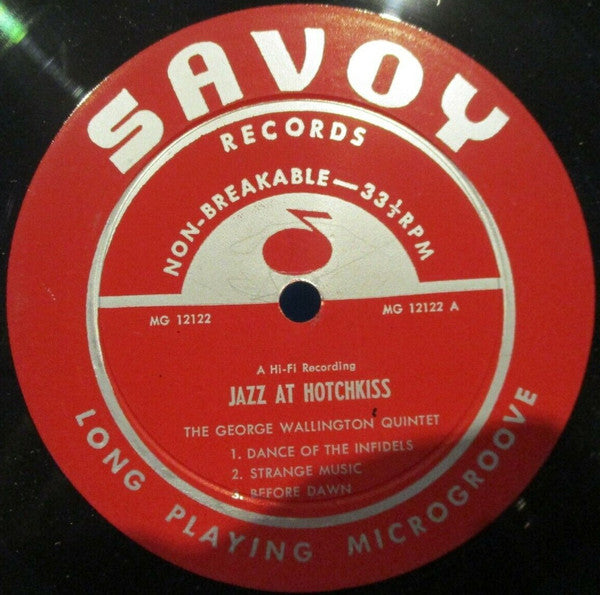 SAVOY
RECORDS
NON-BREAKABLE—33⅓RPM
MG 12122
MG 12122 A
A Hi-Fi Recording
JAZZ AT HOTCHKISS
THE GEORGE WALLINGTON QUINTET
1. DANCE OF THE INFIDELS
2. STRANGE MUSIC
3. BEFORE DAWN
LONG PLAYING MICROGROOVE